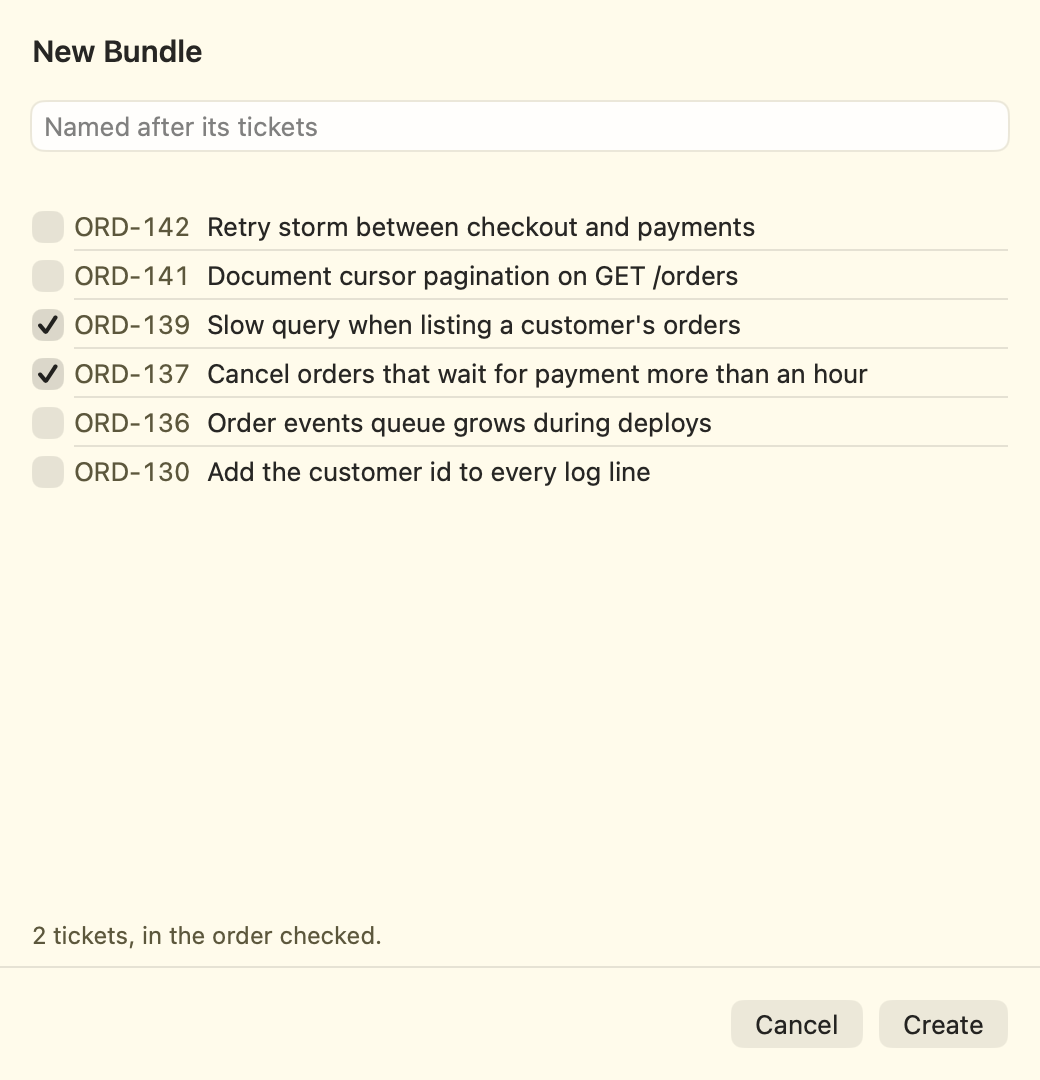 New Bundle
Named after its tickets
ORD-142 Retry storm between checkout and payments
ORD-141 Document cursor pagination on GET /orders
ORD-139 Slow query when listing a customer's orders
ORD-137 Cancel orders that wait for payment more than an hour
ORD-136 Order events queue grows during deploys
ORD-130 Add the customer id to every log line
2 tickets, in the order checked.
Cancel Create